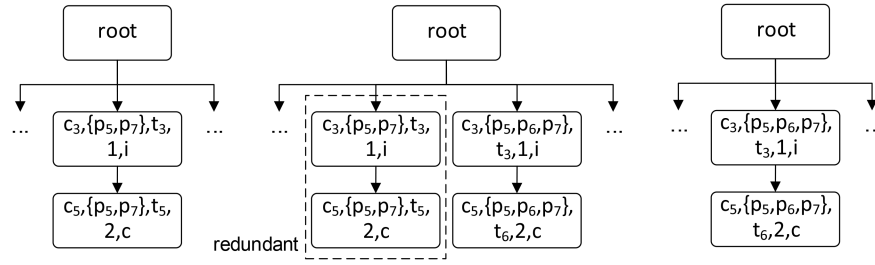 root
root
root
...
...
...
...
...
...
c₃,{p₅,p₇},t₃,
1,i
c₃,{p₅,p₇},t₃,
1,i
c₃,{p₅,p₆,p₇},
t₃,1,i
c₃,{p₅,p₆,p₇},
t₃,1,i
c₅,{p₅,p₇},t₅,
2,c
c₅,{p₅,p₇},t₅,
2,c
c₅,{p₅,p₆,p₇},
t₆,2,c
c₅,{p₅,p₆,p₇},
t₆,2,c
redundant